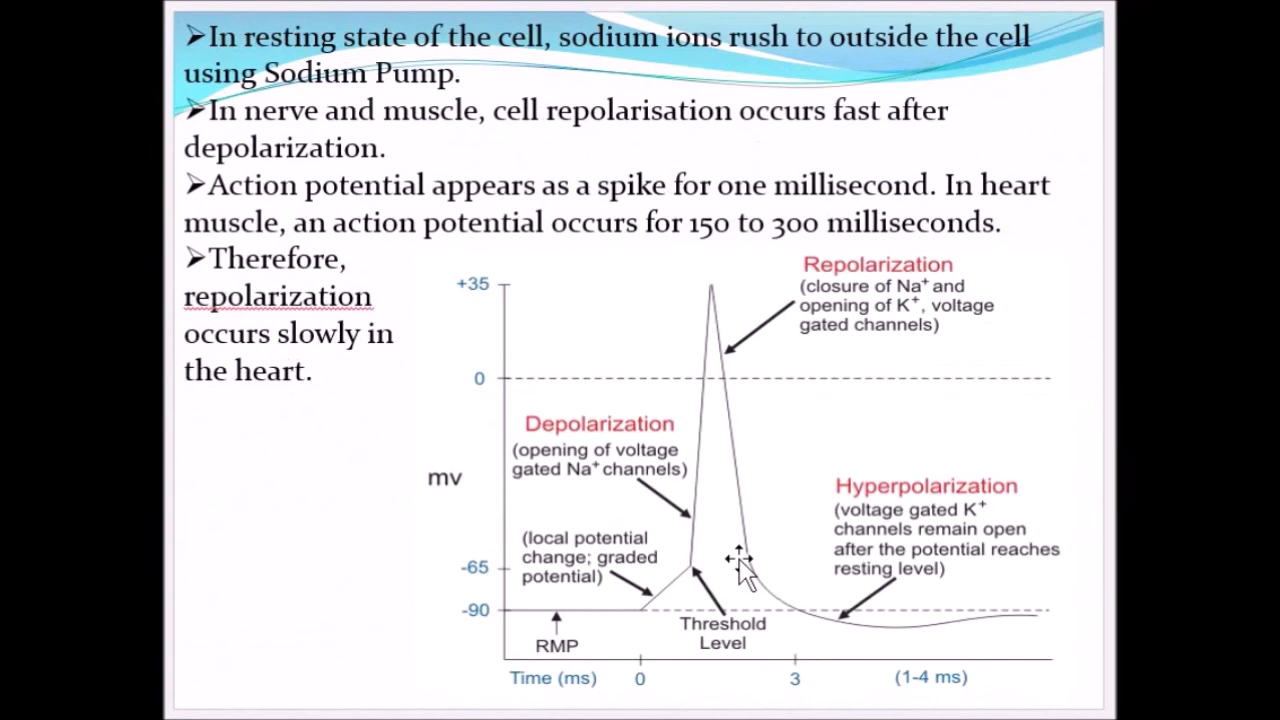 ➢In resting state of the cell, sodium ions rush to outside the cell
using Sodium Pump.
➢In nerve and muscle, cell repolarisation occurs fast after
depolarization.
➢Action potential appears as a spike for one millisecond. In heart
muscle, an action potential occurs for 150 to 300 milliseconds.
➢Therefore,
repolarization
occurs slowly in
the heart.
Repolarization
(closure of Na⁺ and
opening of K⁺, voltage
gated channels)
+35
0
Depolarization
(opening of voltage
gated Na⁺ channels)
mv
Hyperpolarization
(voltage gated K⁺
channels remain open
after the potential reaches
resting level)
(local potential
change; graded
potential)
-65
-90
Threshold
Level
RMP
Time (ms) 0 3 (1-4 ms)